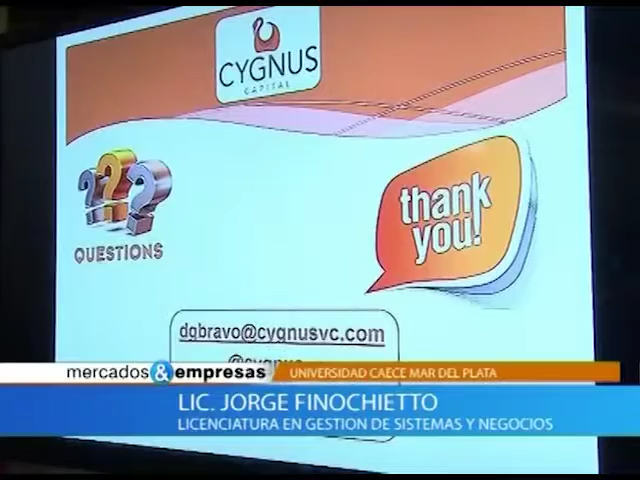 CYGNUS
CAPITAL
???
QUESTIONS
thank
you!
dgbravo@cygnusvc.com
mercados&empresas
UNIVERSIDAD CAECE MAR DEL PLATA
LIC. JORGE FINOCHIETTO
LICENCIATURA EN GESTION DE SISTEMAS Y NEGOCIOS